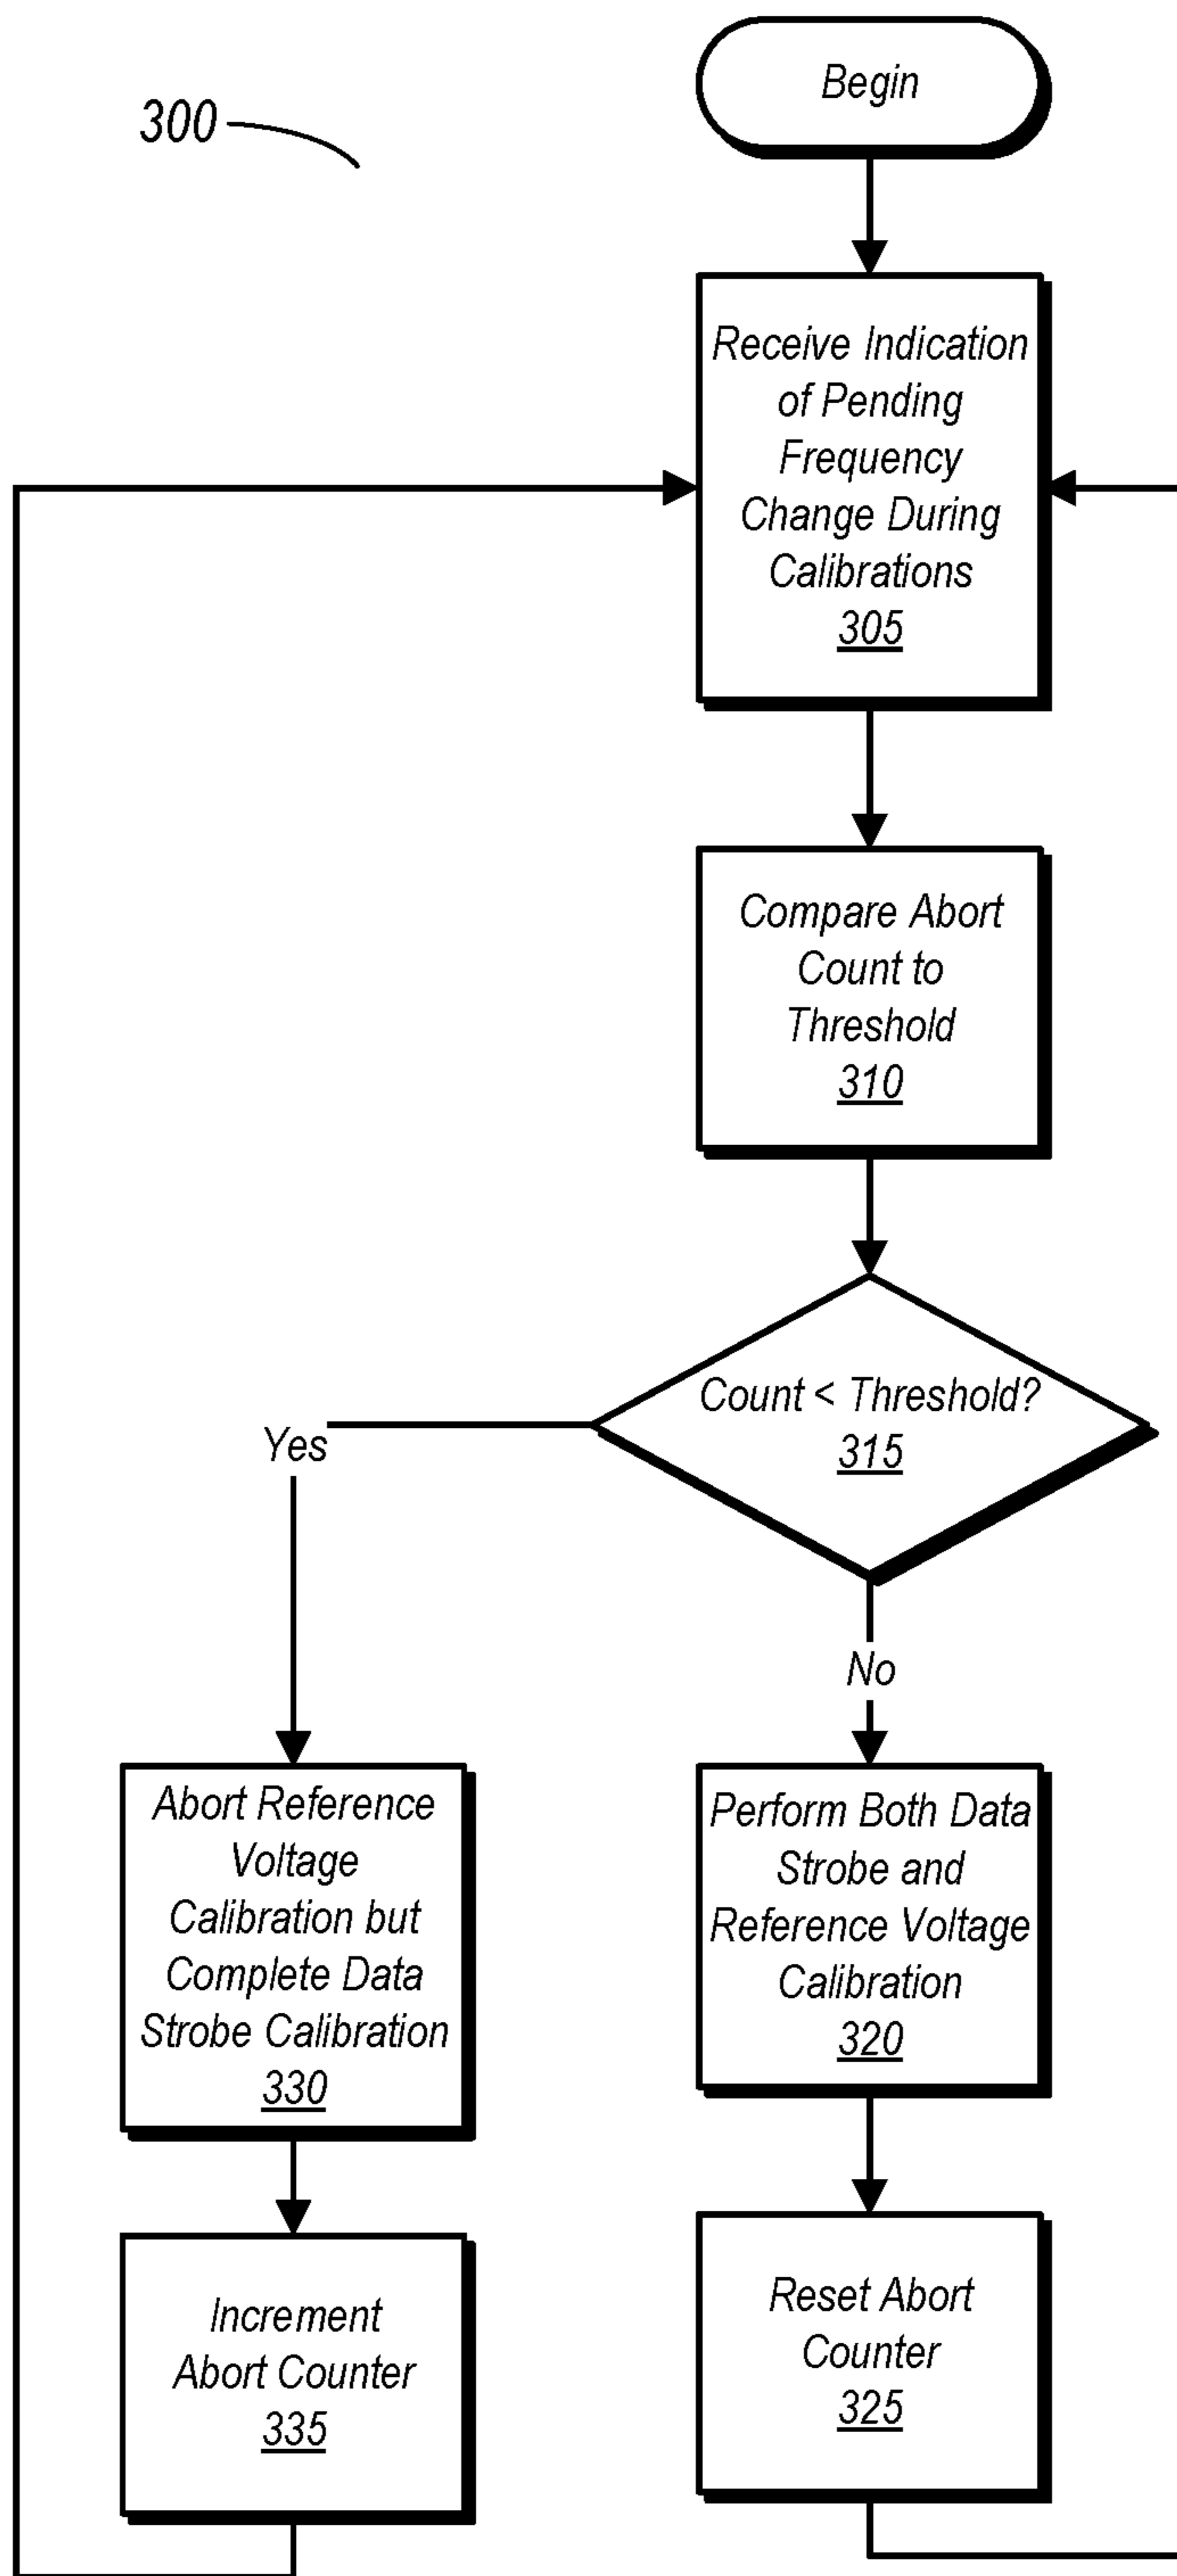 Begin
300
Receive Indication
of Pending
Frequency
Change During
Calibrations
305
Compare Abort
Count to
Threshold
310
Count < Threshold?
315
Yes
No
Abort Reference
Voltage
Calibration but
Complete Data
Strobe Calibration
330
Perform Both Data
Strobe and
Reference Voltage
Calibration
320
Increment
Abort Counter
335
Reset Abort
Counter
325